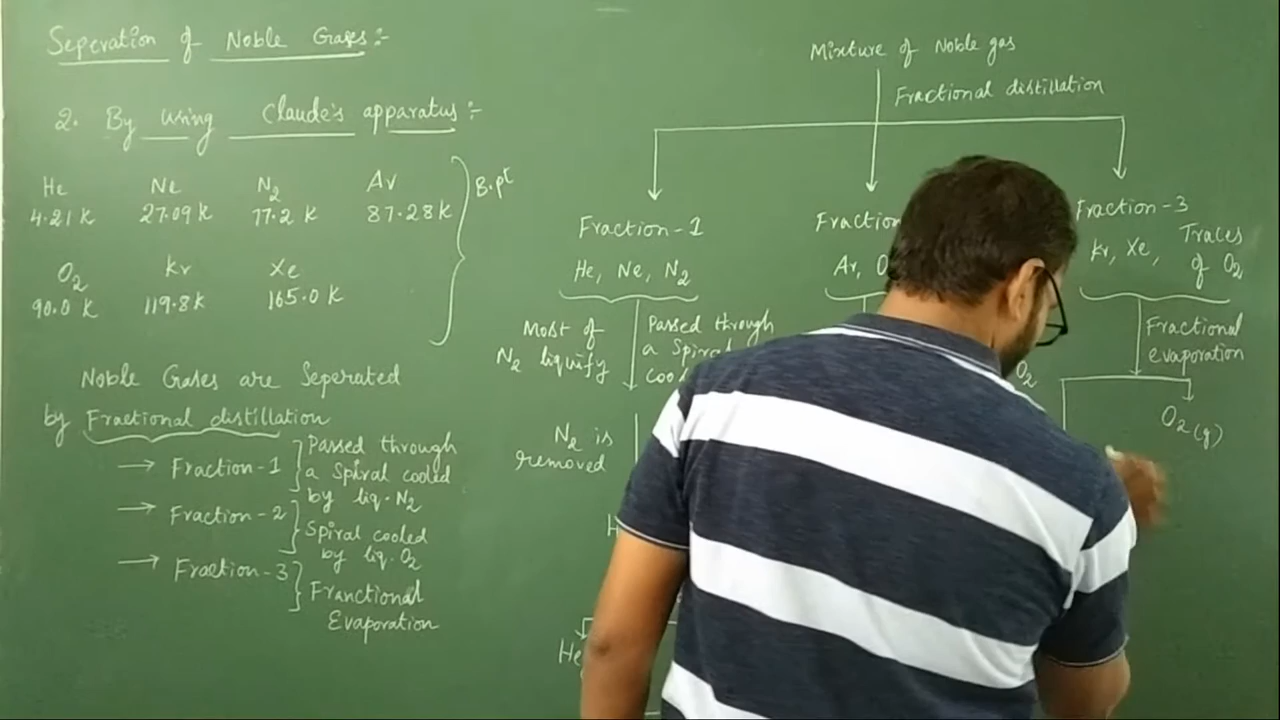 Seperation of Noble Gases:-
2. By using Claude's apparatus:-
He Ne N2 Ar
4.21 K 27.09 K 77.2 K 87.28 K
B.pt
O2 Kr Xe
90.0 K 119.8 K 165.0 K
Noble Gases are Seperated
by Fractional distillation
→ Fraction-1
Passed through
a Spiral cooled
by liq. N2
→ Fraction-2
Spiral cooled
by liq. O2
→ Fraction-3
Franctional
Evaporation
Mixture of Noble gas
Fractional distillation
Fraction-1
He, Ne, N2
Most of
N2 liquify
Passed through
a Spiral
N2 is
removed
He
Fraction
Ar,
O2
Fraction-3
Kr, Xe, Traces
of O2
Fractional
evaporation
O2(g)